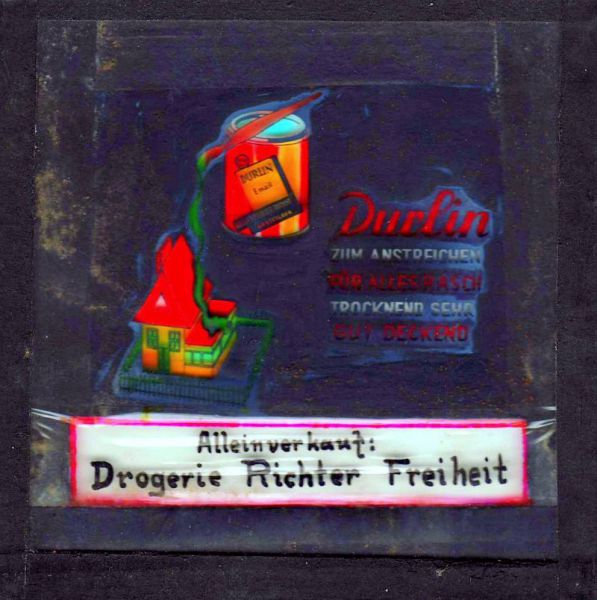 DURLIN
Email
Durlin
ZUM ANSTREICHEN
FÜR ALLES RASCH
TROCKNEND SEHR
GUT DECKEND
Alleinverkauf:
Drogerie Richter Freiheit